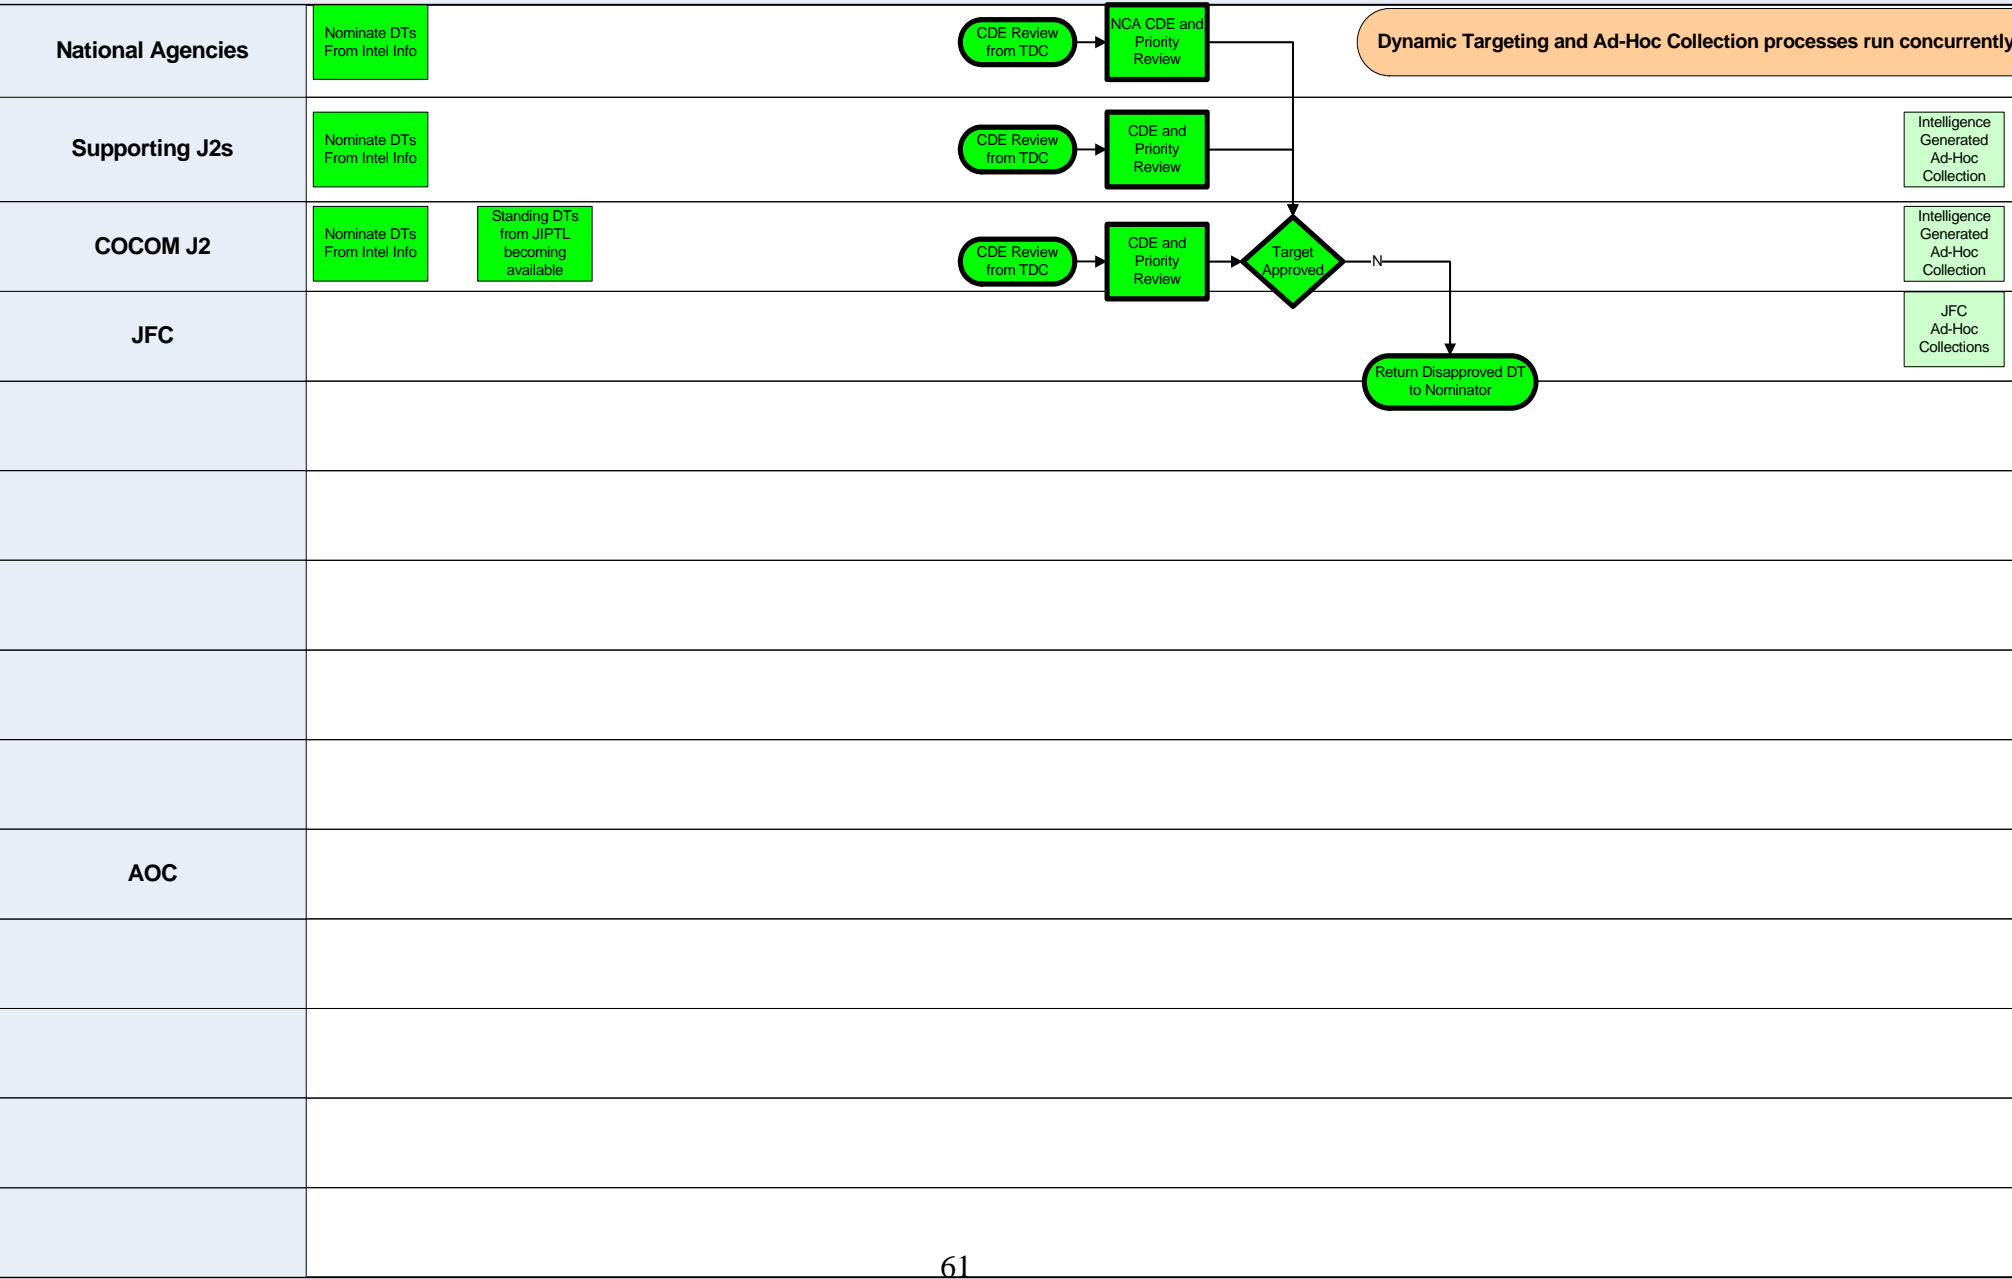 National Agencies
Nominate DTs
From Intel Info
CDE Review
from TDC
NCA CDE and
Priority
Review
Dynamic Targeting and Ad-Hoc Collection processes run concurrently
Supporting J2s
Nominate DTs
From Intel Info
CDE Review
from TDC
CDE and
Priority
Review
Intelligence
Generated
Ad-Hoc
Collection
COCOM J2
Nominate DTs
From Intel Info
Standing DTs
from JIPTL
becoming
available
CDE Review
from TDC
CDE and
Priority
Review
Target
Approved
N
Intelligence
Generated
Ad-Hoc
Collection
JFC
JFC
Ad-Hoc
Collections
Return Disapproved DT
to Nominator
AOC
61